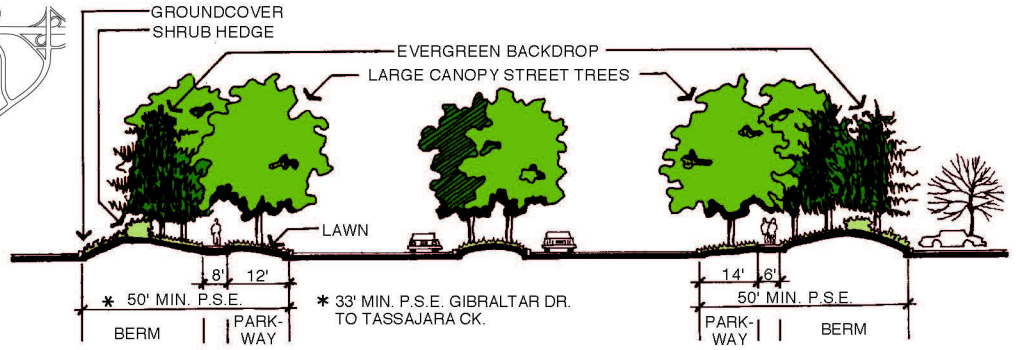 GROUNDCOVER
SHRUB HEDGE
EVERGREEN BACKDROP
LARGE CANOPY STREET TREES
LAWN
8'
12'
14'
6'
* 50' MIN. P.S.E.
* 33' MIN. P.S.E. GIBRALTAR DR.
TO TASSAJARA CK.
50' MIN. P.S.E.
BERM
PARK-
WAY
PARK-
WAY
BERM